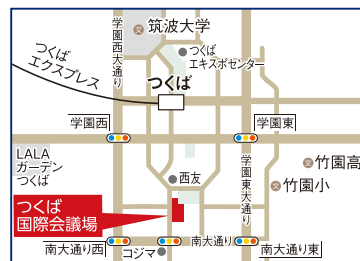 文 筑波大学
つくば
エクスプレス
学園西大通り
つくば
エキスポセンター
つくば
学園西
学園東
LALA
ガーデン
つくば
西友
学園東大通り
文 竹園高
文 竹園小
つくば
国際会議場
南大通り西
南大通り
南大通り東
コジマ